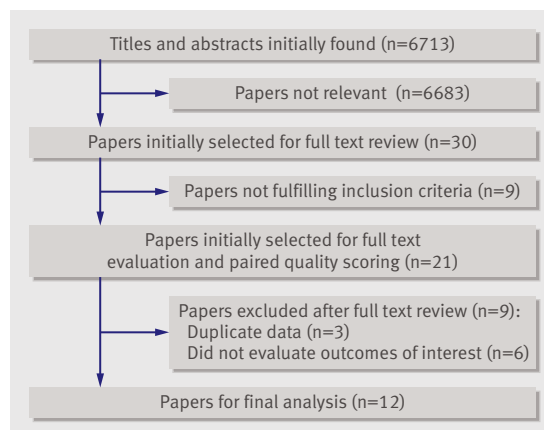 Titles and abstracts initially found (n=6713)
Papers not relevant (n=6683)
Papers initially selected for full text review (n=30)
Papers not fulfilling inclusion criteria (n=9)
Papers initially selected for full text
evaluation and paired quality scoring (n=21)
Papers excluded after full text review (n=9):
Duplicate data (n=3)
Did not evaluate outcomes of interest (n=6)
Papers for final analysis (n=12)